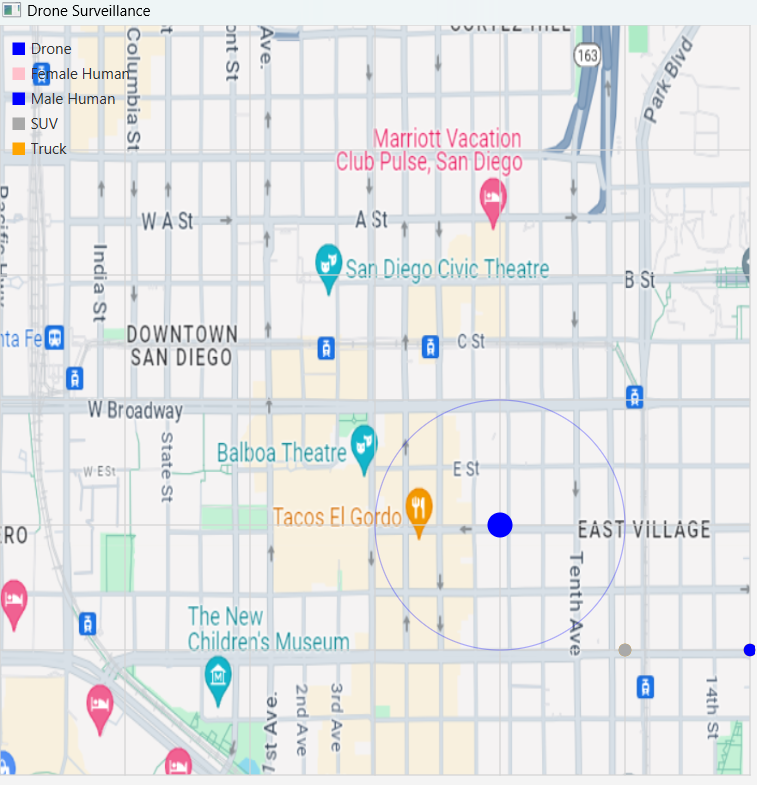 Drone Surveillance
Drone
Female Human
Male Human
SUV
Truck
CORTEZ HILL
163
Park Blvd
Columbia St
ont St
Ave.
Marriott Vacation
Club Pulse, San Diego
W A St
A St
Pacific Hwy
India St
San Diego Civic Theatre
B St
nta Fe
DOWNTOWN
SAN DIEGO
C St
W Broadway
Balboa Theatre
State St
W ESt
E St
Tacos El Gordo
ERO
EAST VILLAGE
Tenth Ave
The New
Children's Museum
14th St
1st Ave.
2nd Ave
3rd Ave